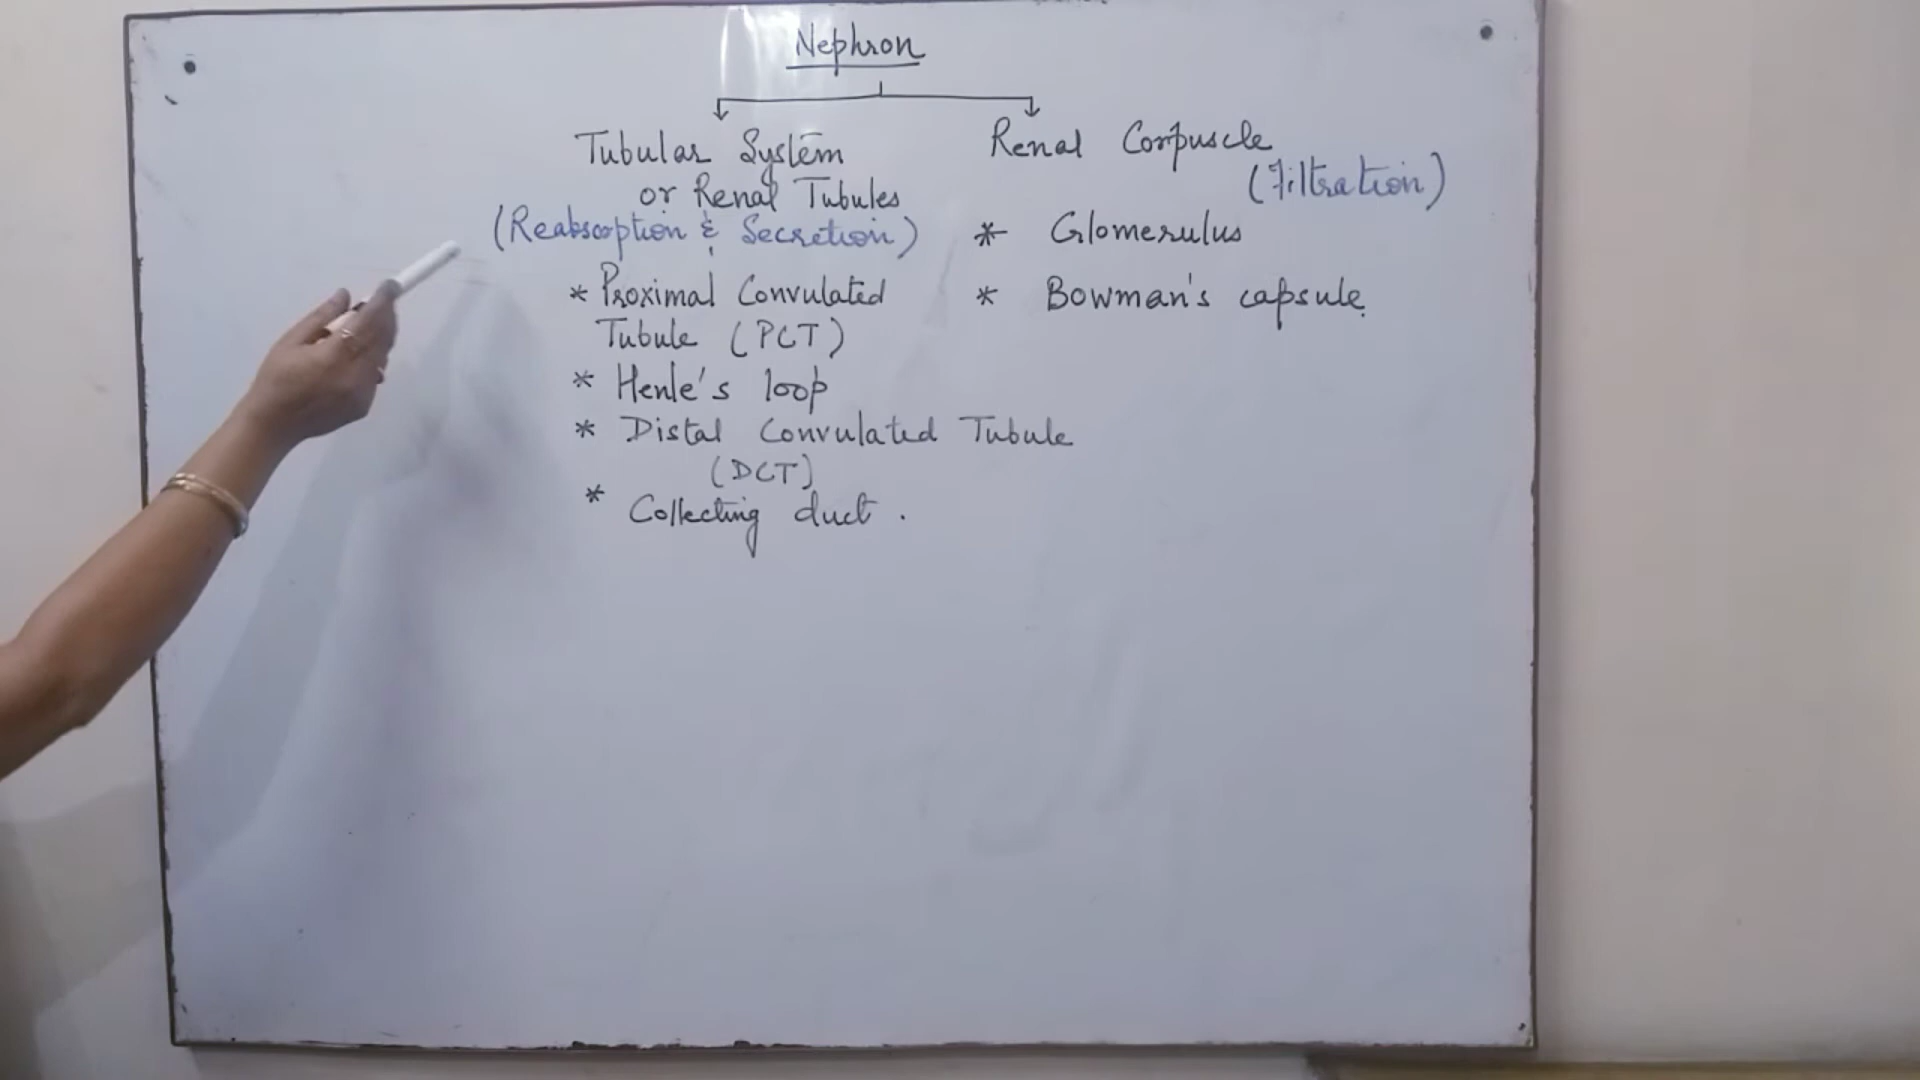 Nephron
Tubular System
or Renal Tubules
(Reabsorption & Secretion)
* Proximal Convulated
Tubule (PCT)
* Henle's loop
* Distal Convulated Tubule
(DCT)
* Collecting duct.
Renal Corpuscle
(Filtration)
* Glomerulus
* Bowman's capsule